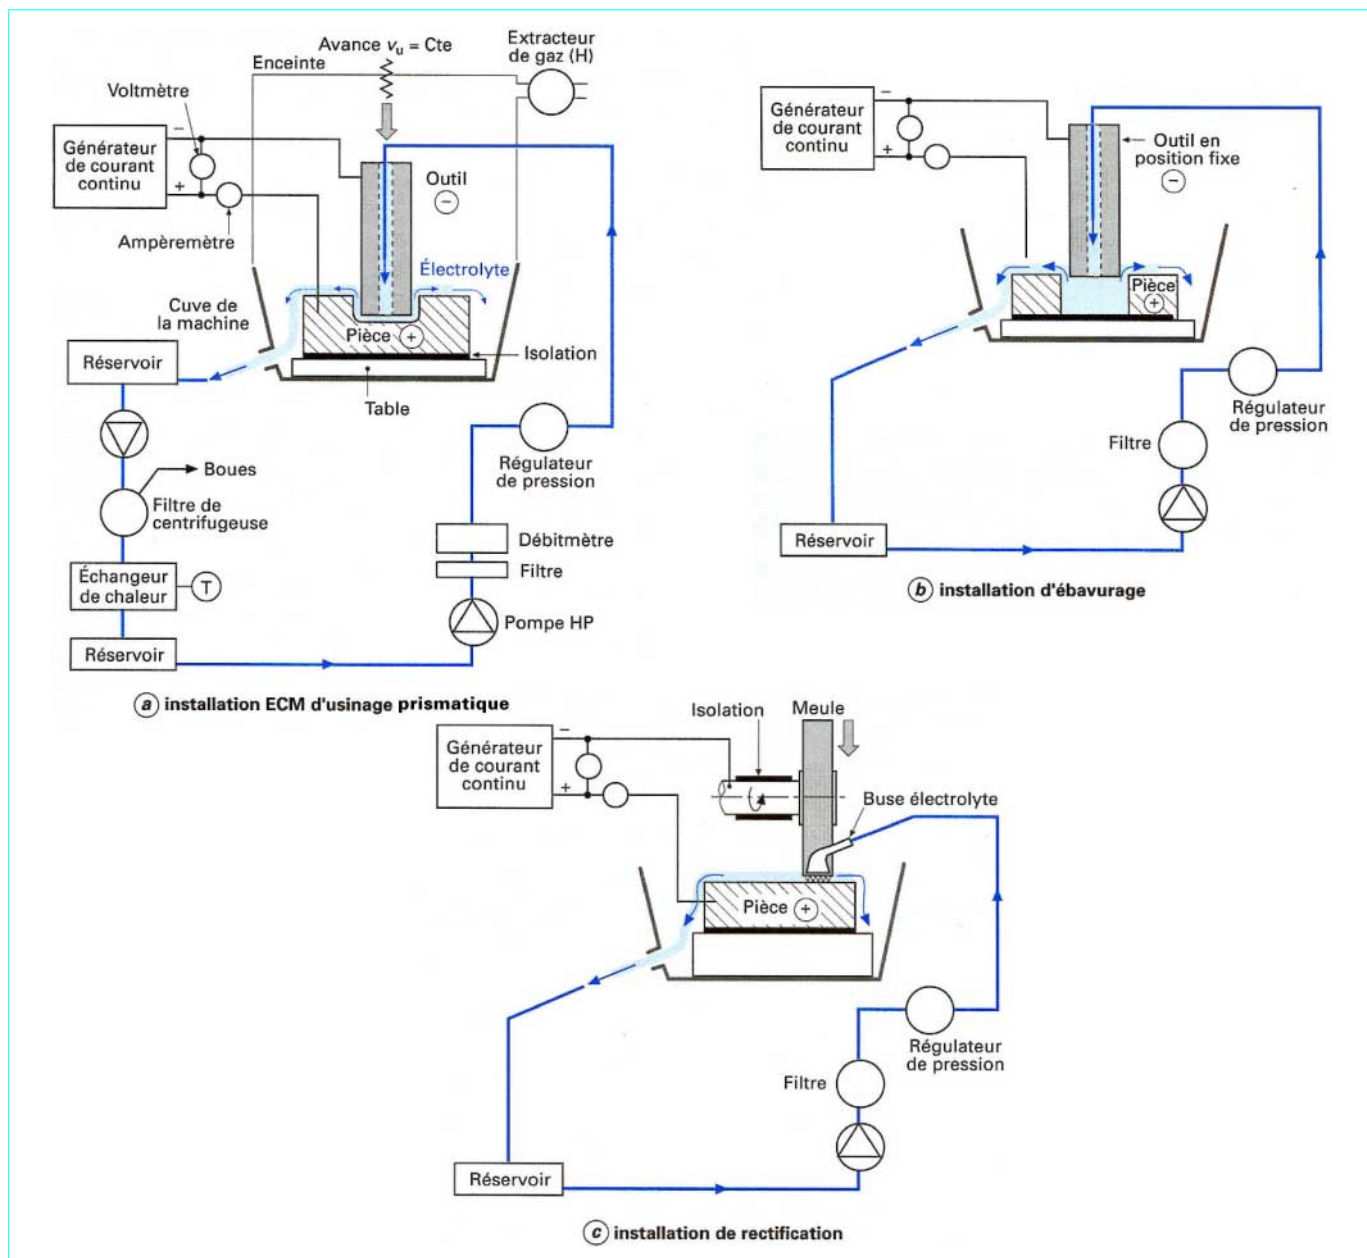 Avance vu = Cte
Extracteur
de gaz (H)
Enceinte
Voltmètre
Générateur
de courant
continu
−
+
Outil
−
Ampèremètre
Électrolyte
Cuve de
la machine
Pièce +
Isolation
Table
Réservoir
Boues
Filtre de
centrifugeuse
Échangeur
de chaleur
T
Réservoir
Régulateur
de pression
Débitmètre
Filtre
Pompe HP
a installation ECM d'usinage prismatique
Générateur
de courant
continu
−
+
Outil en
position fixe
−
Pièce
+
Régulateur
de pression
Filtre
Réservoir
b installation d'ébavurage
Isolation
Meule
Générateur
de courant
continu
−
+
Buse électrolyte
Pièce +
Régulateur
de pression
Filtre
Réservoir
c installation de rectification